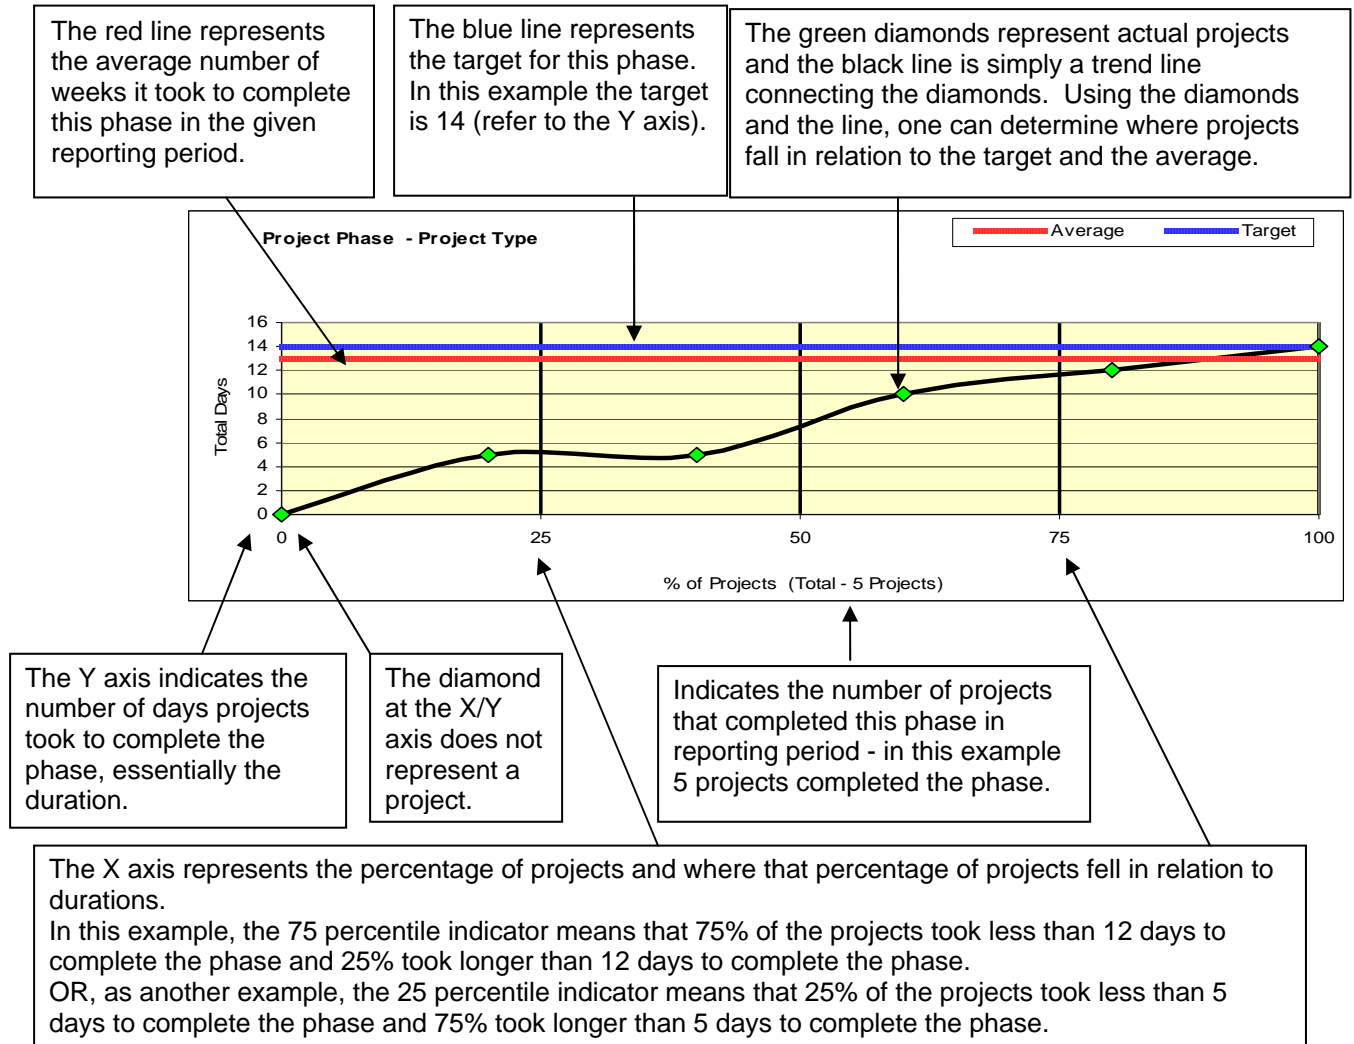 The red line represents
the average number of
weeks it took to complete
this phase in the given
reporting period.
The blue line represents
the target for this phase.
In this example the target
is 14 (refer to the Y axis).
The green diamonds represent actual projects
and the black line is simply a trend line
connecting the diamonds.  Using the diamonds
and the line, one can determine where projects
fall in relation to the target and the average.
Project Phase  - Project Type
Average
Target
Total Days
16
14
12
10
8
6
4
2
0
0
25
50
75
100
% of Projects  (Total - 5 Projects)
The Y axis indicates the
number of days projects
took to complete the
phase, essentially the
duration.
The diamond
at the X/Y
axis does not
represent a
project.
Indicates the number of projects
that completed this phase in
reporting period - in this example
5 projects completed the phase.
The X axis represents the percentage of projects and where that percentage of projects fell in relation to
durations.
In this example, the 75 percentile indicator means that 75% of the projects took less than 12 days to
complete the phase and 25% took longer than 12 days to complete the phase.
OR, as another example, the 25 percentile indicator means that 25% of the projects took less than 5
days to complete the phase and 75% took longer than 5 days to complete the phase.